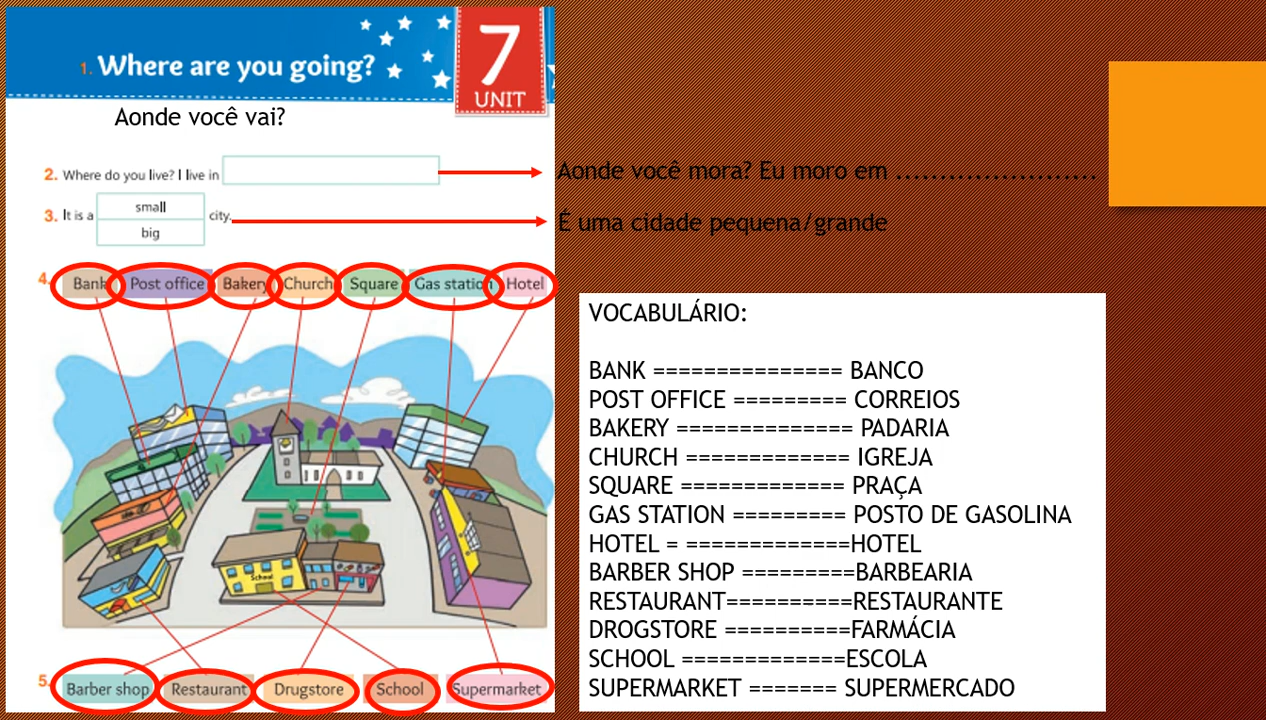 1. Where are you going?
7
UNIT
Aonde você vai?
2. Where do you live? I live in
Aonde você mora? Eu moro em .......................
3. It is a small city.
big
É uma cidade pequena/grande
4. Bank Post office Bakery Church Square Gas station Hotel
School
5. Barber shop Restaurant Drugstore School Supermarket
VOCABULÁRIO:
BANK =============== BANCO
POST OFFICE ========= CORREIOS
BAKERY ============== PADARIA
CHURCH ============= IGREJA
SQUARE ============= PRAÇA
GAS STATION ========= POSTO DE GASOLINA
HOTEL = =============HOTEL
BARBER SHOP =========BARBEARIA
RESTAURANT==========RESTAURANTE
DROGSTORE ==========FARMÁCIA
SCHOOL =============ESCOLA
SUPERMARKET ======= SUPERMERCADO